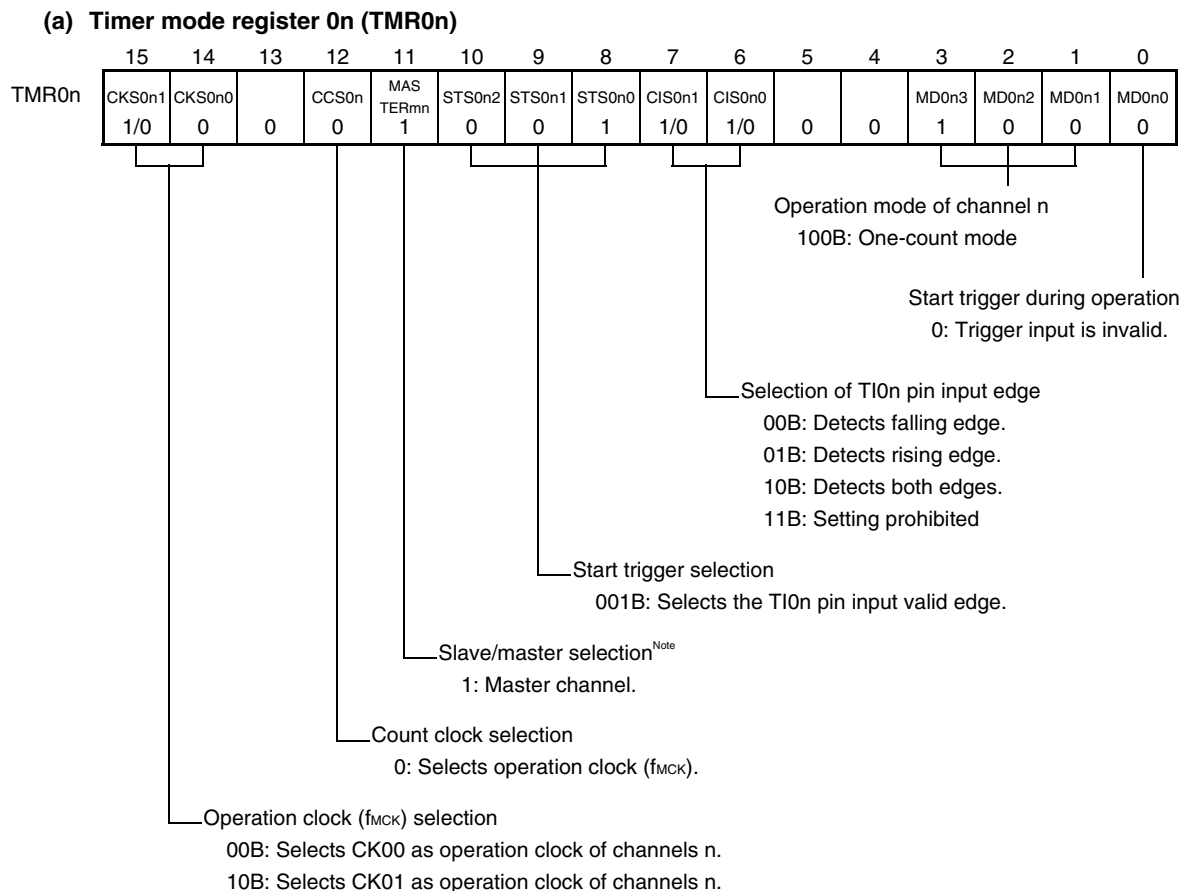 (a) Timer mode register 0n (TMR0n)
15 14 13 12 11 10 9 8 7 6 5 4 3 2 1 0
TMR0n CKS0n1 CKS0n0 CCS0n MAS TERmn STS0n2 STS0n1 STS0n0 CIS0n1 CIS0n0 MD0n3 MD0n2 MD0n1 MD0n0
1/0 0 0 0 1 0 0 1 1/0 1/0 0 0 1 0 0 0
Operation mode of channel n
100B: One-count mode
Start trigger during operation
0: Trigger input is invalid.
Selection of TI0n pin input edge
00B: Detects falling edge.
01B: Detects rising edge.
10B: Detects both edges.
11B: Setting prohibited
Start trigger selection
001B: Selects the TI0n pin input valid edge.
Slave/master selection Note
1: Master channel.
Count clock selection
0: Selects operation clock (fMCK).
Operation clock (fMCK) selection
00B: Selects CK00 as operation clock of channels n.
10B: Selects CK01 as operation clock of channels n.